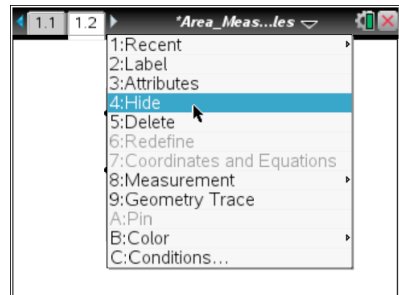 1.1 1.2 *Area_Meas...les
1:Recent
2:Label
3:Attributes
4:Hide
5:Delete
6:Redefine
7:Coordinates and Equations
8:Measurement
9:Geometry Trace
A:Pin
B:Color
C:Conditions...